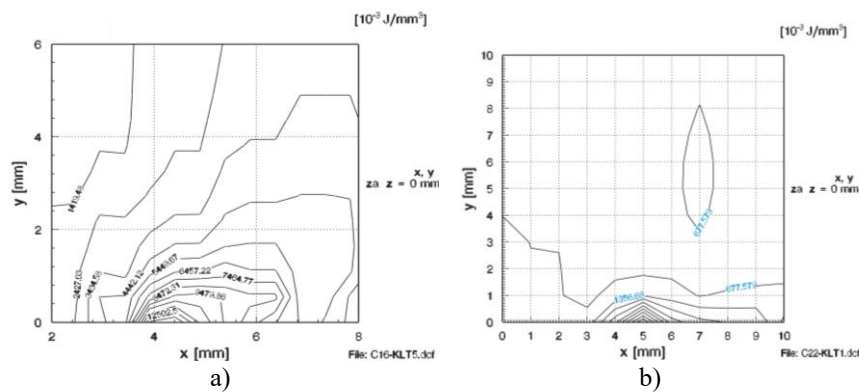 [10⁻³ J/mm³]
6
4
2
0
y [mm]
2 4 6 8
x [mm]
1419.48
2427.03
3434.58
4442.12
5449.67
6457.22
7464.77
8472.31
9479.86
12502.5
x, y
za z = 0 mm
File: C16-KLT5.dcf
a)
[10⁻³ J/mm³]
10
9
8
7
6
5
4
3
2
1
0
y [mm]
0 1 2 3 4 5 6 7 8 9 10
x [mm]
677.579
677.579
1356.68
x, y
za z = 0 mm
File: C22-KLT1.dcf
b)